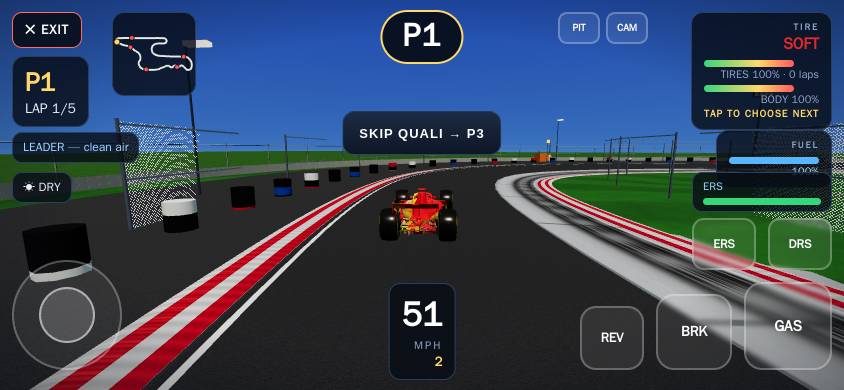 ✕ EXIT
P1
LAP 1/5
LEADER — clean air
☀ DRY
P1
SKIP QUALI → P3
PIT
CAM
TIRE
SOFT
TIRES 100% · 0 laps
BODY 100%
TAP TO CHOOSE NEXT
FUEL
100%
ERS
ERS
DRS
51
MPH
2
REV
BRK
GAS